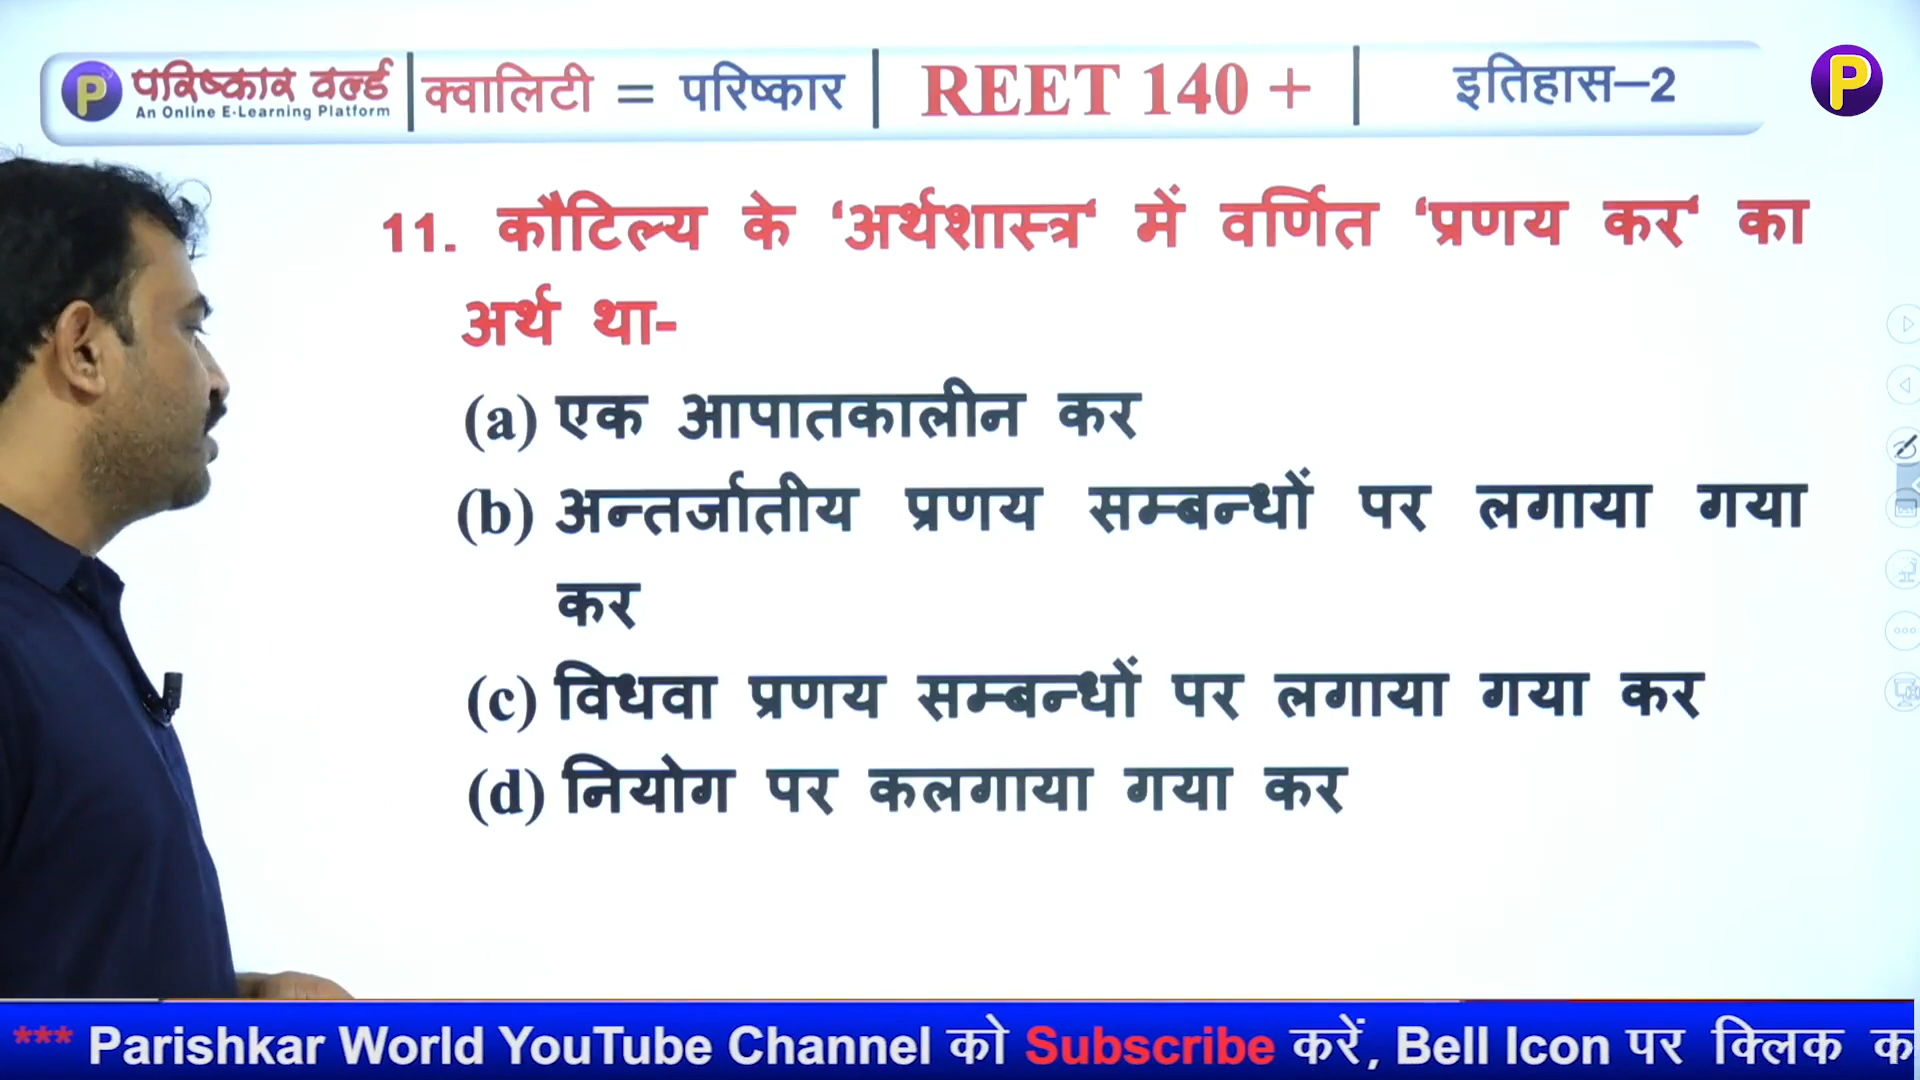 परिष्कार वर्ल्ड
An Online E-Learning Platform
क्वालिटी = परिष्कार
REET 140 +
इतिहास–2
11. कौटिल्य के ‘अर्थशास्त्र‘ में वर्णित ‘प्रणय कर‘ का
अर्थ था-
(a) एक आपातकालीन कर
(b) अन्तर्जातीय प्रणय सम्बन्धों पर लगाया गया
कर
(c) विधवा प्रणय सम्बन्धों पर लगाया गया कर
(d) नियोग पर कलगाया गया कर
*** Parishkar World YouTube Channel को Subscribe करें, Bell Icon पर क्लिक क